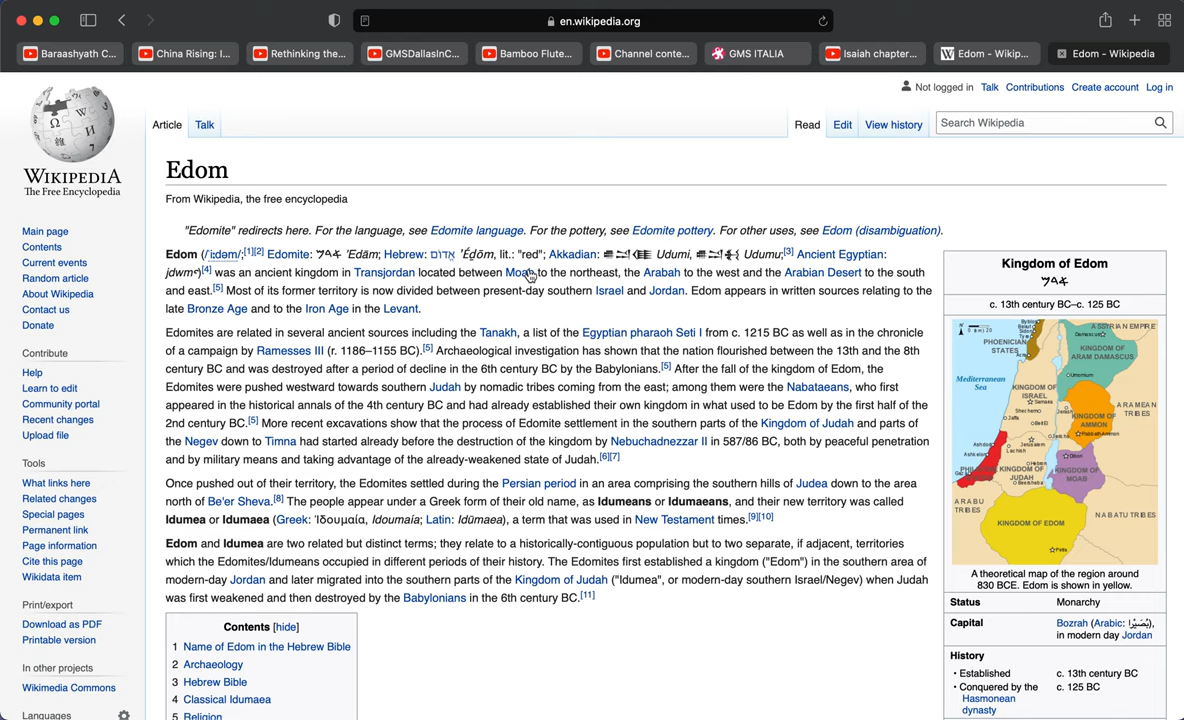 en.wikipedia.org
Baraashyath C...
China Rising: I...
Rethinking the...
GMSDallasInC...
Bamboo Flute...
Channel conte...
GMS ITALIA
Isaiah chapter...
Edom - Wikip...
Edom - Wikipedia
Not logged in Talk Contributions Create account Log in
WIKIPEDIA
The Free Encyclopedia
Article Talk
Read Edit View history
Search Wikipedia
Edom
From Wikipedia, the free encyclopedia
"Edomite" redirects here. For the language, see Edomite language. For the pottery, see Edomite pottery. For other uses, see Edom (disambiguation).
Edom (/ˈiːdəm/;[1][2] Edomite: 𐤀𐤃𐤌 'Edām; Hebrew: אֱדוֹם 'Éḏōm, lit.: "red"; Akkadian: Udumi, Udumu;[3] Ancient Egyptian:
jdwmꜥ)[4] was an ancient kingdom in Transjordan located between Moab to the northeast, the Arabah to the west and the Arabian Desert to the south
and east.[5] Most of its former territory is now divided between present-day southern Israel and Jordan. Edom appears in written sources relating to the
late Bronze Age and to the Iron Age in the Levant.
Edomites are related in several ancient sources including the Tanakh, a list of the Egyptian pharaoh Seti I from c. 1215 BC as well as in the chronicle
of a campaign by Ramesses III (r. 1186–1155 BC).[5] Archaeological investigation has shown that the nation flourished between the 13th and the 8th
century BC and was destroyed after a period of decline in the 6th century BC by the Babylonians.[5] After the fall of the kingdom of Edom, the
Edomites were pushed westward towards southern Judah by nomadic tribes coming from the east; among them were the Nabataeans, who first
appeared in the historical annals of the 4th century BC and had already established their own kingdom in what used to be Edom by the first half of the
2nd century BC.[5] More recent excavations show that the process of Edomite settlement in the southern parts of the Kingdom of Judah and parts of
the Negev down to Timna had started already before the destruction of the kingdom by Nebuchadnezzar II in 587/86 BC, both by peaceful penetration
and by military means and taking advantage of the already-weakened state of Judah.[6][7]
Once pushed out of their territory, the Edomites settled during the Persian period in an area comprising the southern hills of Judea down to the area
north of Be'er Sheva.[8] The people appear under a Greek form of their old name, as Idumeans or Idumaeans, and their new territory was called
Idumea or Idumaea (Greek: Ἰδουμαία, Idoumaía; Latin: Idūmaea), a term that was used in New Testament times.[9][10]
Edom and Idumea are two related but distinct terms; they relate to a historically-contiguous population but to two separate, if adjacent, territories
which the Edomites/Idumeans occupied in different periods of their history. The Edomites first established a kingdom ("Edom") in the southern area of
modern-day Jordan and later migrated into the southern parts of the Kingdom of Judah ("Idumea", or modern-day southern Israel/Negev) when Judah
was first weakened and then destroyed by the Babylonians in the 6th century BC.[11]
Contents [hide]
1 Name of Edom in the Hebrew Bible
2 Archaeology
3 Hebrew Bible
4 Classical Idumaea
5 Religion
Main page
Contents
Current events
Random article
About Wikipedia
Contact us
Donate
Contribute
Help
Learn to edit
Community portal
Recent changes
Upload file
Tools
What links here
Related changes
Special pages
Permanent link
Page information
Cite this page
Wikidata item
Print/export
Download as PDF
Printable version
In other projects
Wikimedia Commons
Languages
Kingdom of Edom
𐤀𐤃𐤌
c. 13th century BC–c. 125 BC
ASSYRIAN EMPIRE
PHOENICIAN
STATES
Damascus
KINGDOM OF
ARAM DAMASCUS
Mediterranean
Sea
KINGDOM OF
ISRAEL
Samaria
ARAMEAN
TRIBES
KINGDOM OF
AMMON
Jerusalem
Ashdod
Lachish
KINGDOM OF
JUDAH
KINGDOM OF
MOAB
ARABU
TRIBES
NABATU TRIBES
KINGDOM OF EDOM
Petra
A theoretical map of the region around
830 BCE. Edom is shown in yellow.
Status Monarchy
Capital Bozrah (Arabic: بُصَيْرَا),
in modern day Jordan
History
• Established c. 13th century BC
• Conquered by the c. 125 BC
Hasmonean
dynasty